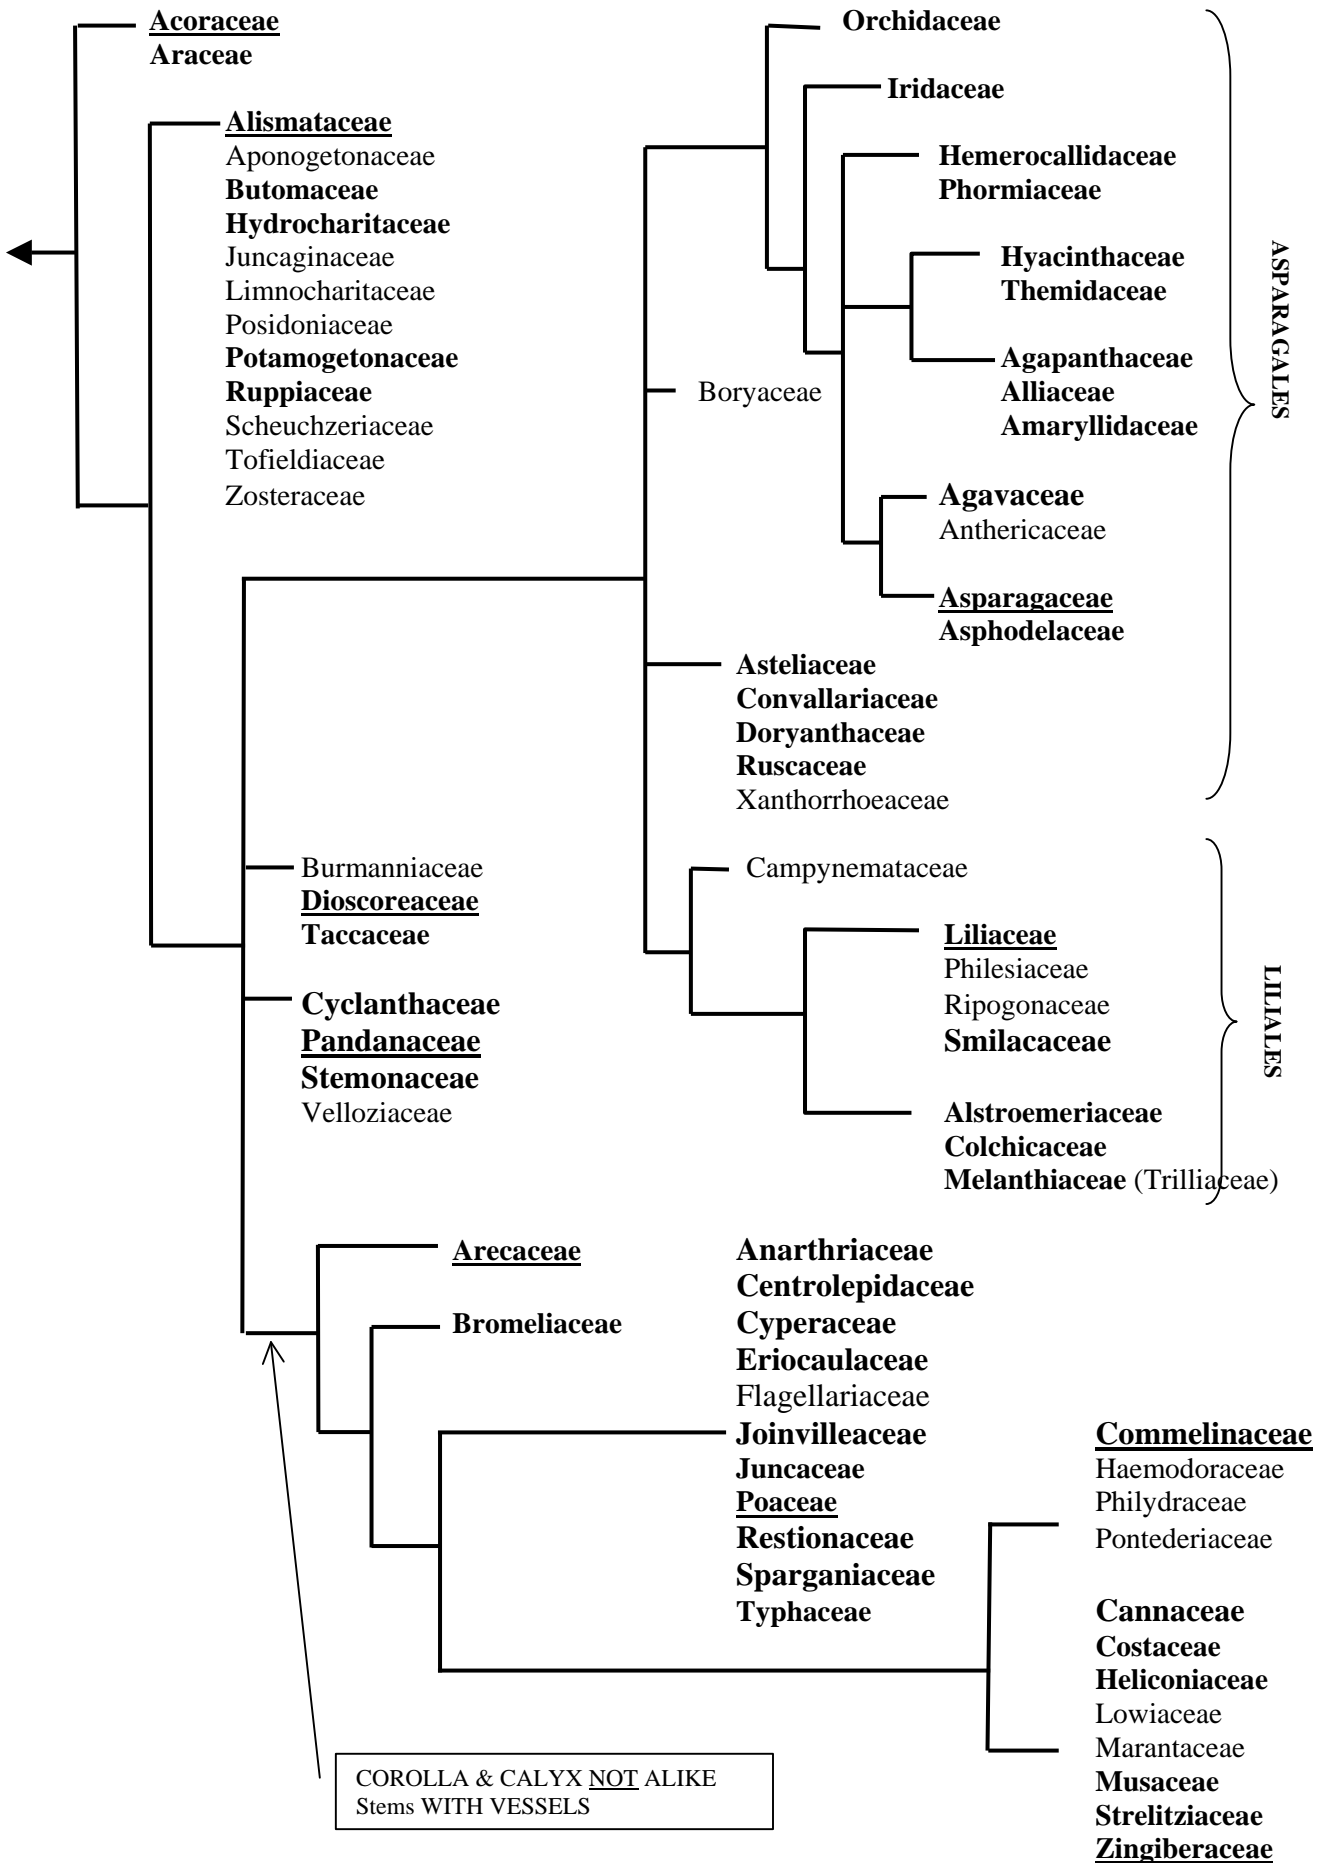 Acoraceae
Araceae
Alismataceae
Aponogetonaceae
Butomaceae
Hydrocharitaceae
Juncaginaceae
Limnocharitaceae
Posidoniaceae
Potamogetonaceae
Ruppiaceae
Scheuchzeriaceae
Tofieldiaceae
Zosteraceae
Orchidaceae
Iridaceae
Hemerocallidaceae
Phormiaceae
Hyacinthaceae
Themidaceae
Agapanthaceae
Alliaceae
Amaryllidaceae
Boryaceae
Agavaceae
Anthericaceae
Asparagaceae
Asphodelaceae
Asteliaceae
Convallariaceae
Doryanthaceae
Ruscaceae
Xanthorrhoeaceae
ASPARAGALES
Burmanniaceae
Dioscoreaceae
Taccaceae
Cyclanthaceae
Pandanaceae
Stemonaceae
Velloziaceae
Campynemataceae
Liliaceae
Philesiaceae
Ripogonaceae
Smilacaceae
Alstroemeriaceae
Colchicaceae
Melanthiaceae (Trilliaceae)
LILIALES
Arecaceae
Bromeliaceae
Anarthriaceae
Centrolepidaceae
Cyperaceae
Eriocaulaceae
Flagellariaceae
Joinvilleaceae
Juncaceae
Poaceae
Restionaceae
Sparganiaceae
Typhaceae
Commelinaceae
Haemodoraceae
Philydraceae
Pontederiaceae
Cannaceae
Costaceae
Heliconiaceae
Lowiaceae
Marantaceae
Musaceae
Strelitziaceae
Zingiberaceae
COROLLA & CALYX NOT ALIKE
Stems WITH VESSELS